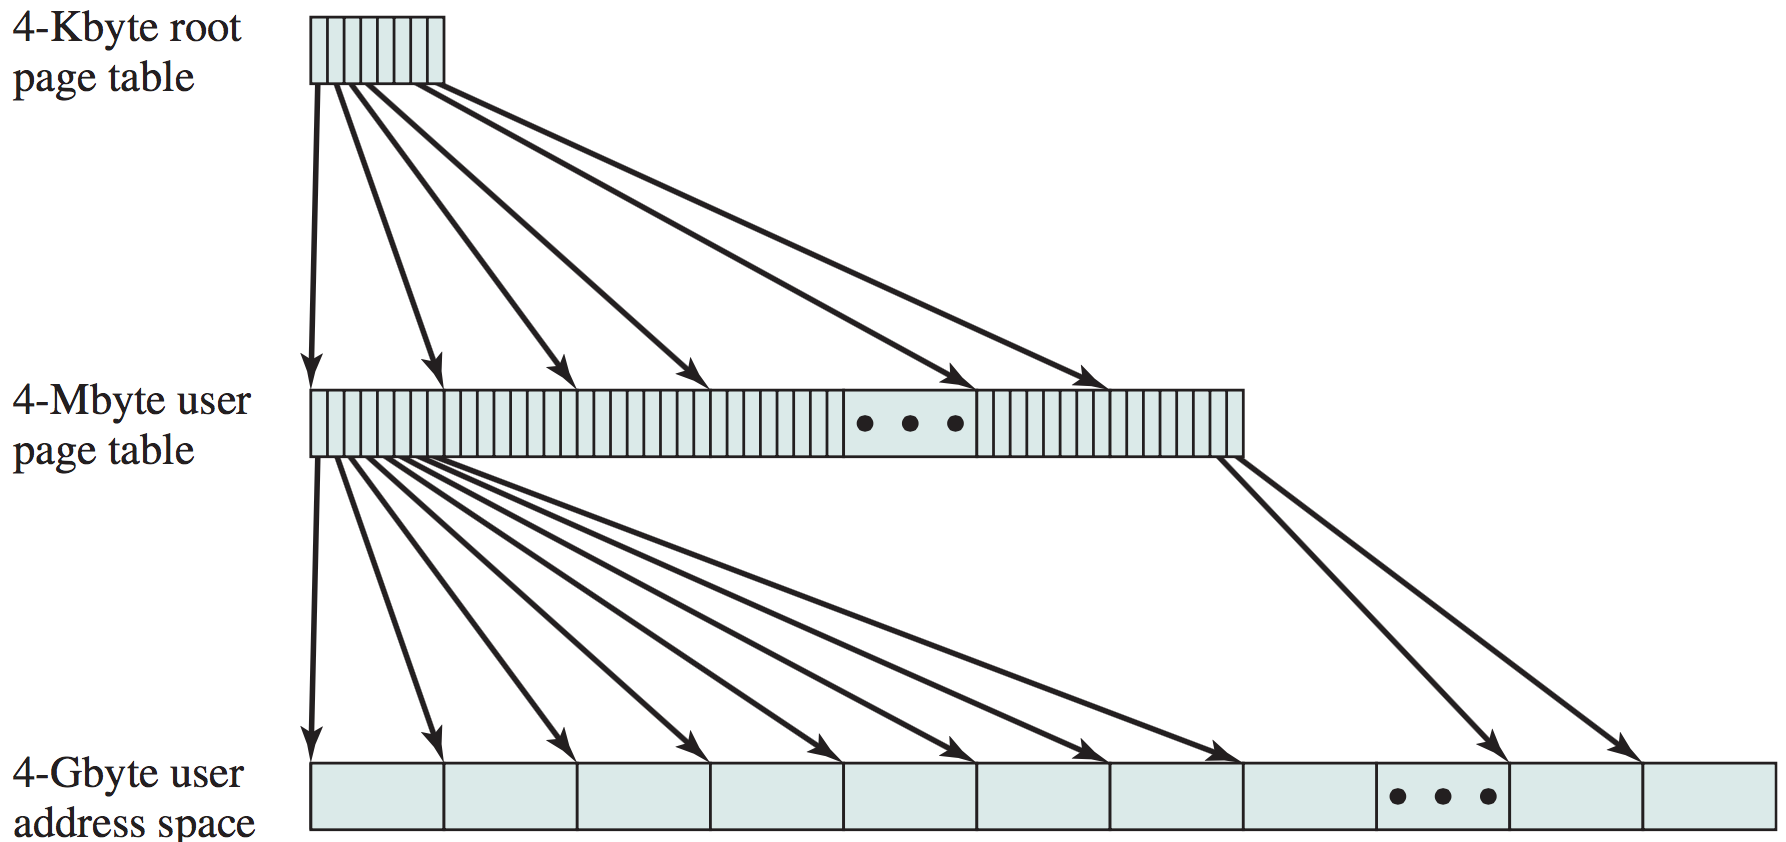 4-Kbyte root
page table
4-Mbyte user
page table
4-Gbyte user
address space